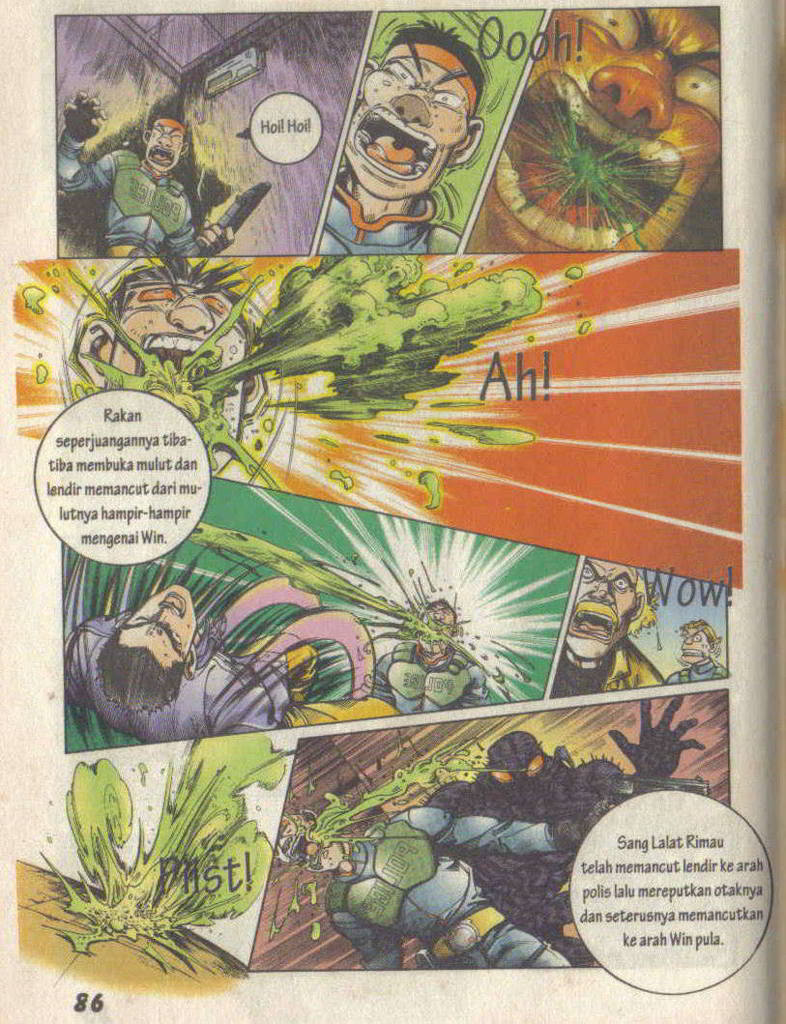 Hoi! Hoi!
POLICE
Oooh!
Ah!
Rakan
seperjuangannya tiba-
tiba membuka mulut dan
lendir memancut dari mu-
lutnya hampir-hampir
mengenai Win.
Wow!
Sang Lalat Rimau
telah memancut lendir ke arah
polis lalu mereputkan otaknya
dan seterusnya memancutkan
ke arah Win pula.
86